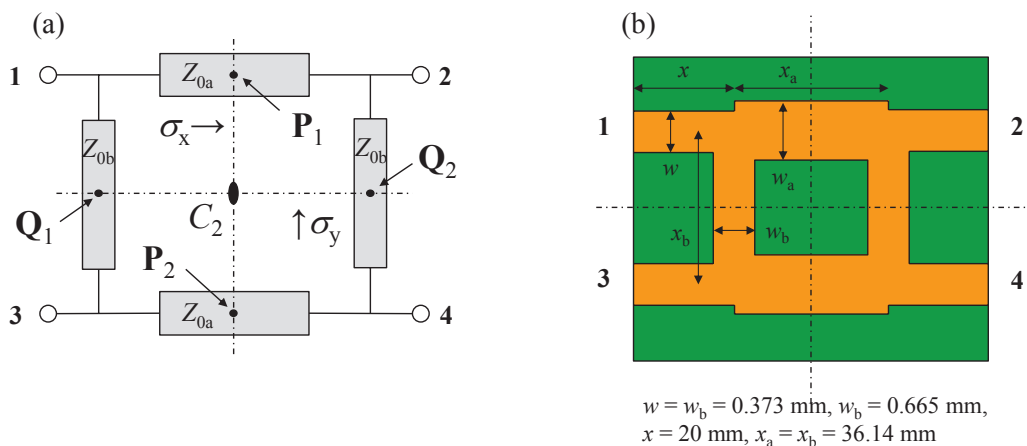 (a)
1
Z0a
2
σx→
P1
Z0b
Z0b
Q2
Q1
C2
↑σy
P2
3
Z0a
4
(b)
x
xa
1
2
w
wa
xb
wb
3
4
w = wb = 0.373 mm, wb = 0.665 mm,
x = 20 mm, xa = xb = 36.14 mm